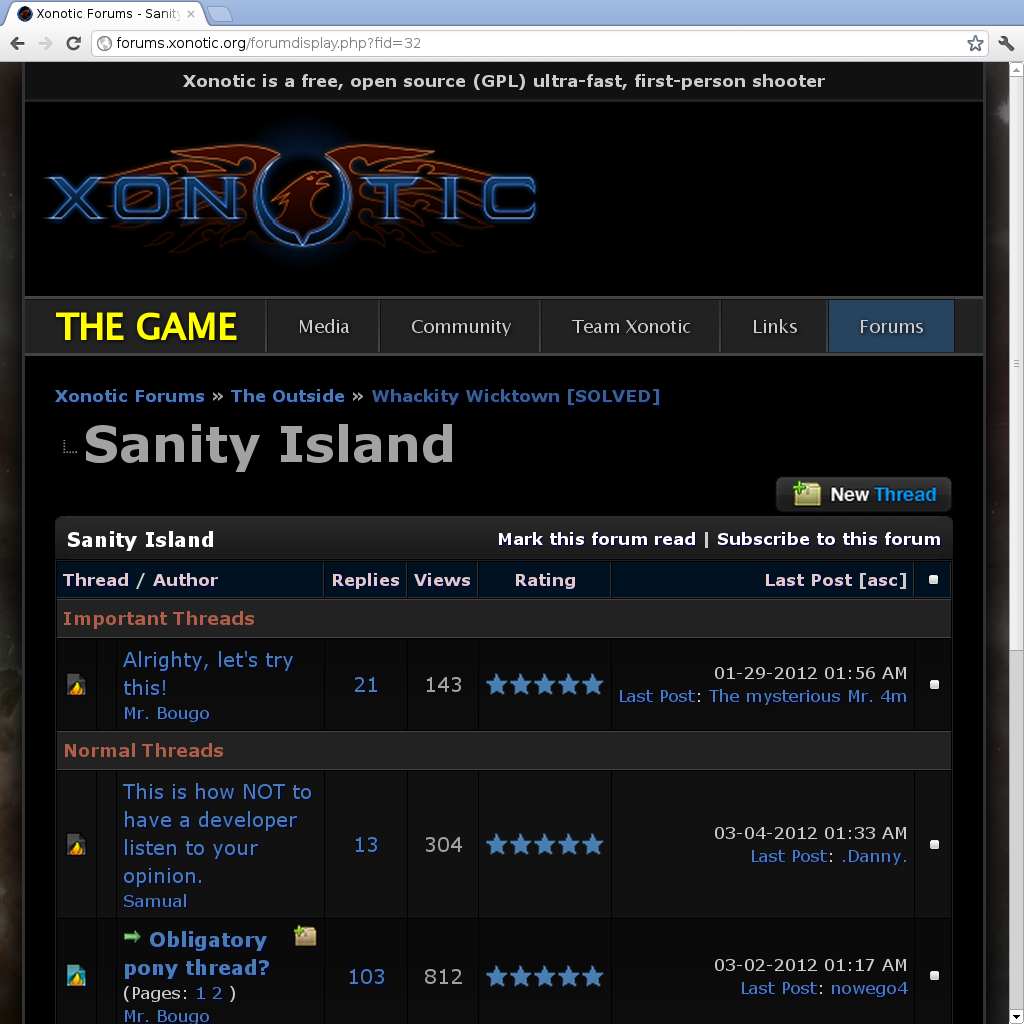 Xonotic Forums - Sanity
forums.xonotic.org/forumdisplay.php?fid=32
Xonotic is a free, open source (GPL) ultra-fast, first-person shooter
XONOTIC
THE GAME
Media
Community
Team Xonotic
Links
Forums
Xonotic Forums » The Outside » Whackity Wicktown [SOLVED]
Sanity Island
New Thread
Sanity Island
Mark this forum read | Subscribe to this forum
Thread / Author
Replies
Views
Rating
Last Post [asc]
Important Threads
Alrighty, let's try
this!
Mr. Bougo
21
143
01-29-2012 01:56 AM
Last Post: The mysterious Mr. 4m
Normal Threads
This is how NOT to
have a developer
listen to your
opinion.
Samual
13
304
03-04-2012 01:33 AM
Last Post: .Danny.
Obligatory
pony thread?
(Pages: 1 2 )
Mr. Bougo
103
812
03-02-2012 01:17 AM
Last Post: nowego4